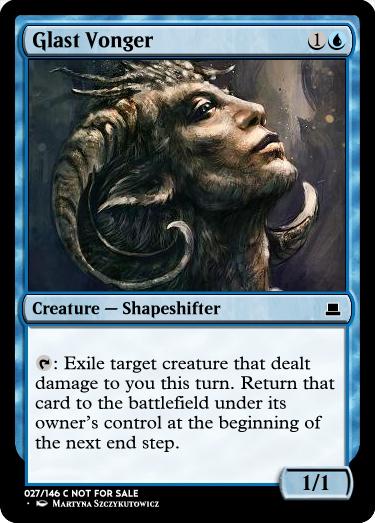 Glast Vonger 1
Creature — Shapeshifter
: Exile target creature that dealt
damage to you this turn. Return that
card to the battlefield under its
owner's control at the beginning of
the next end step.
1/1
027/146 C NOT FOR SALE
· Martyna Szczykutowicz